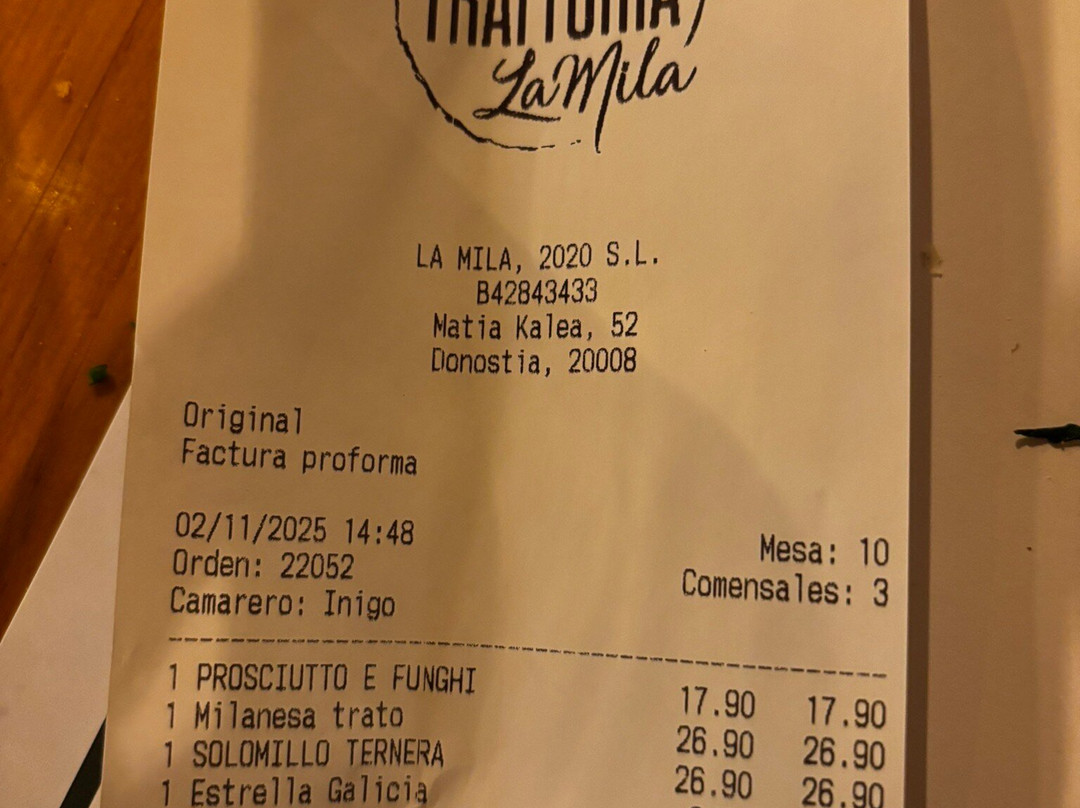 TRATTORIA
La Mila
LA MILA, 2020 S.L.
B42843433
Matia Kalea, 52
Donostia, 20008
Original
Factura proforma
02/11/2025 14:48
Orden: 22052
Camarero: Inigo
Mesa: 10
Comensales: 3
1 PROSCIUTTO E FUNGHI 17.90 17.90
1 Milanesa trato 26.90 26.90
1 SOLOMILLO TERNERA 26.90 26.90
1 Estrella Galicia